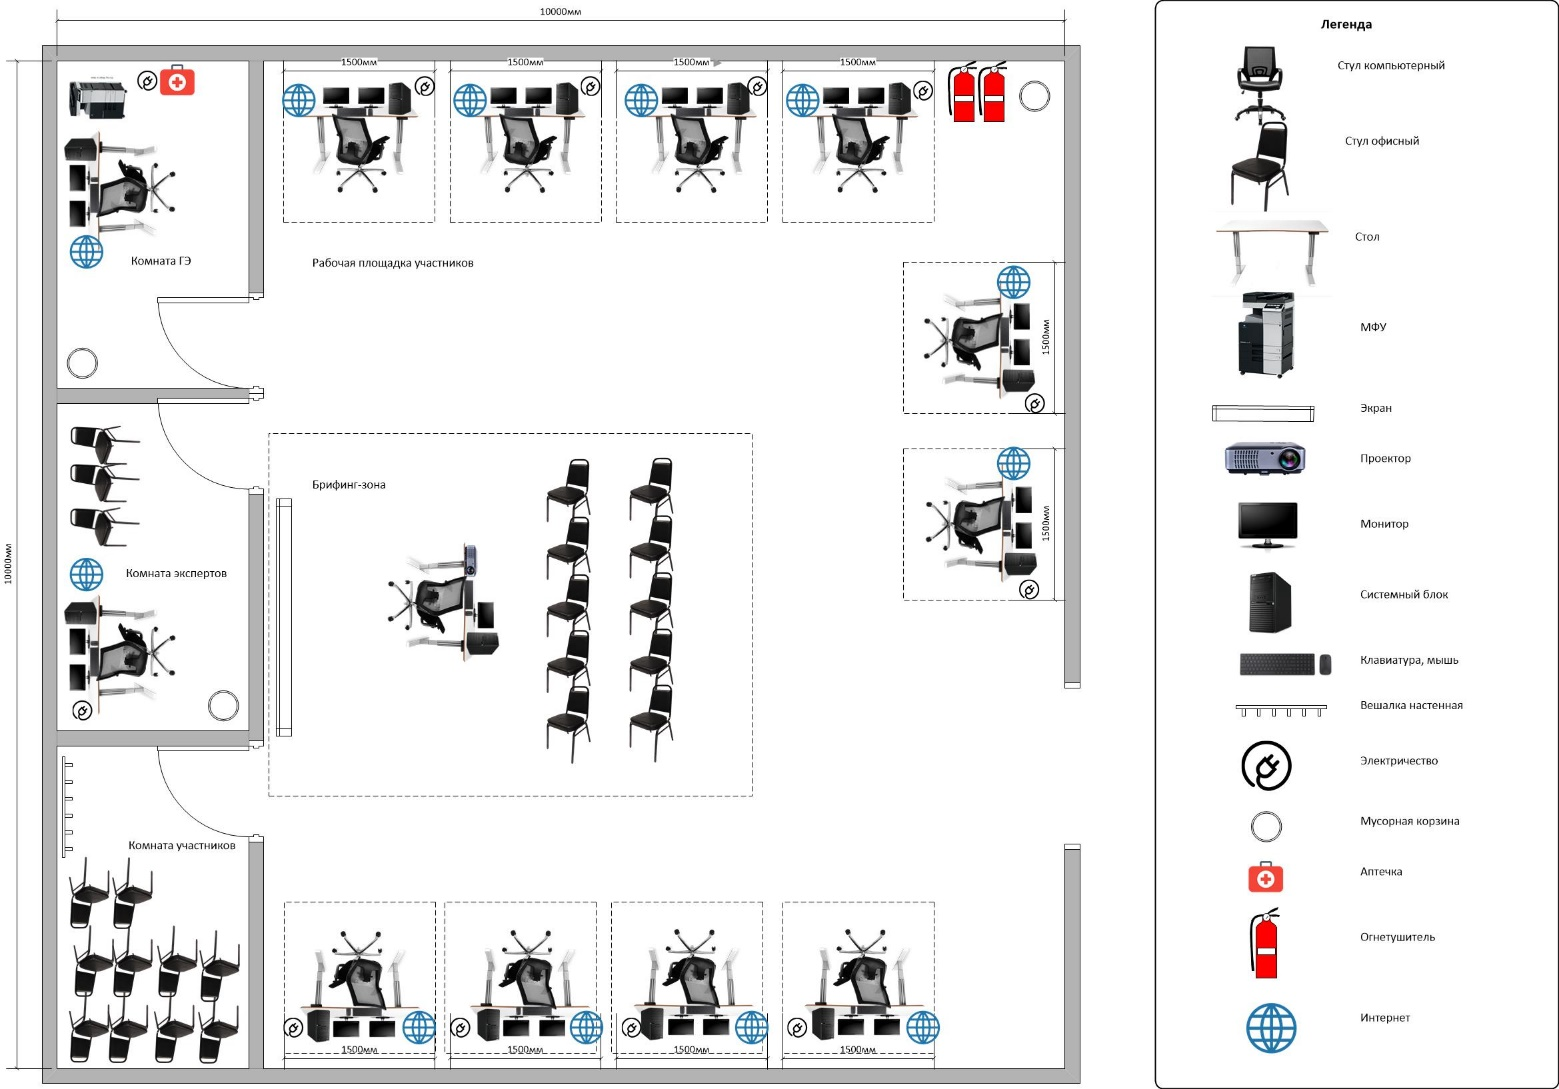 10000мм
Легенда
1500мм
1500мм
1500мм
1500мм
Стул компьютерный
Стул офисный
Стол
Комната ГЭ
Рабочая площадка участников
МФУ
1500мм
Экран
Проектор
Брифинг-зона
1500мм
Монитор
10000мм
Комната экспертов
Системный блок
Клавиатура, мышь
Вешалка настенная
Электричество
Мусорная корзина
Комната участников
Аптечка
Огнетушитель
Интернет
1500мм
1500мм
1500мм
1500мм